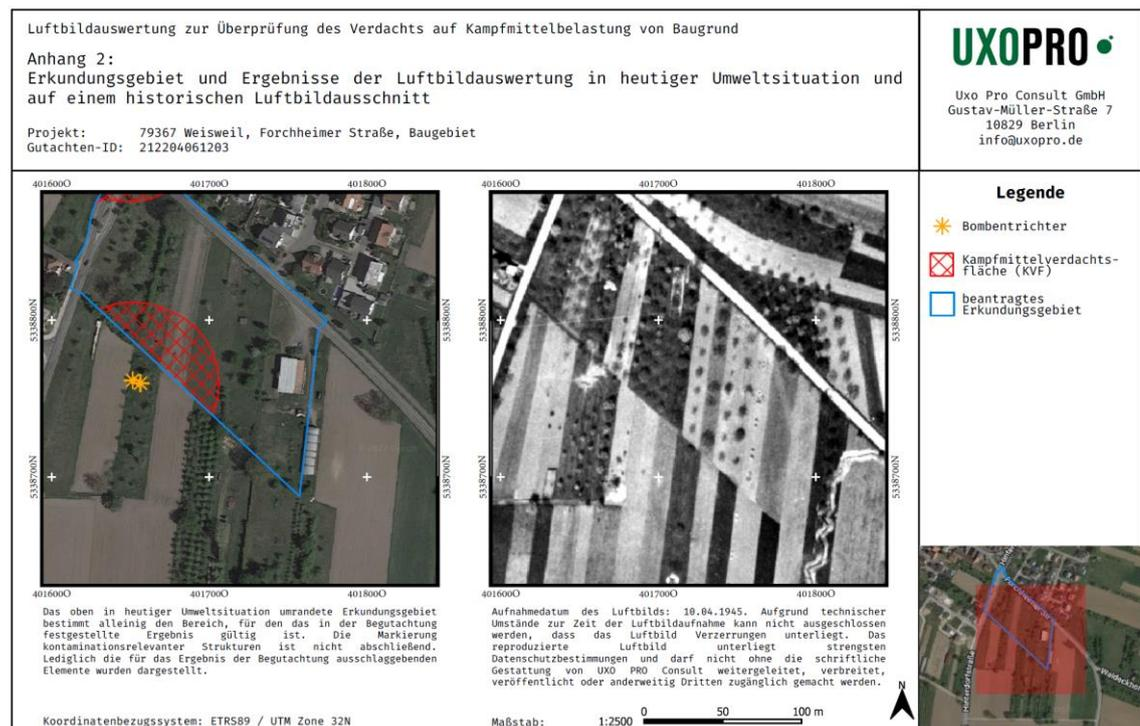 Luftbildauswertung zur Überprüfung des Verdachts auf Kampfmittelbelastung von Baugrund
Anhang 2:
Erkundungsgebiet und Ergebnisse der Luftbildauswertung in heutiger Umweltsituation und
auf einem historischen Luftbildausschnitt
Projekt: 79367 Weisweil, Forchheimer Straße, Baugebiet
Gutachten-ID: 212204061203
UXOPRO
Uxo Pro Consult GmbH
Gustav-Müller-Straße 7
10829 Berlin
info@uxopro.de
401600O 401700O 401800O
5338800N
5338700N
5338800N
5338700N
401600O 401700O 401800O
401600O 401700O 401800O
5338800N
5338700N
5338800N
5338700N
401600O 401700O 401800O
Legende
Bombentrichter
Kampfmittelverdachts-
fläche (KVF)
beantragtes
Erkundungsgebiet
Das oben in heutiger Umweltsituation umrandete Erkundungsgebiet
bestimmt alleinig den Bereich, für den das in der Begutachtung
festgestellte Ergebnis gültig ist. Die Markierung
kontaminationsrelevanter Strukturen ist nicht abschließend.
Lediglich die für das Ergebnis der Begutachtung ausschlaggebenden
Elemente wurden dargestellt.
Koordinatenbezugssystem: ETRS89 / UTM Zone 32N
Aufnahmedatum des Luftbilds: 10.04.1945. Aufgrund technischer
Umstände zur Zeit der Luftbildaufnahme kann nicht ausgeschlossen
werden, dass das Luftbild Verzerrungen unterliegt. Das
reproduzierte Luftbild unterliegt strengsten
Datenschutzbestimmungen und darf nicht ohne die schriftliche
Gestattung von UXO PRO Consult weitergeleitet, verbreitet,
veröffentlicht oder anderweitig Dritten zugänglich gemacht werden.
Maßstab: 1:2500
0 50 100 m
N